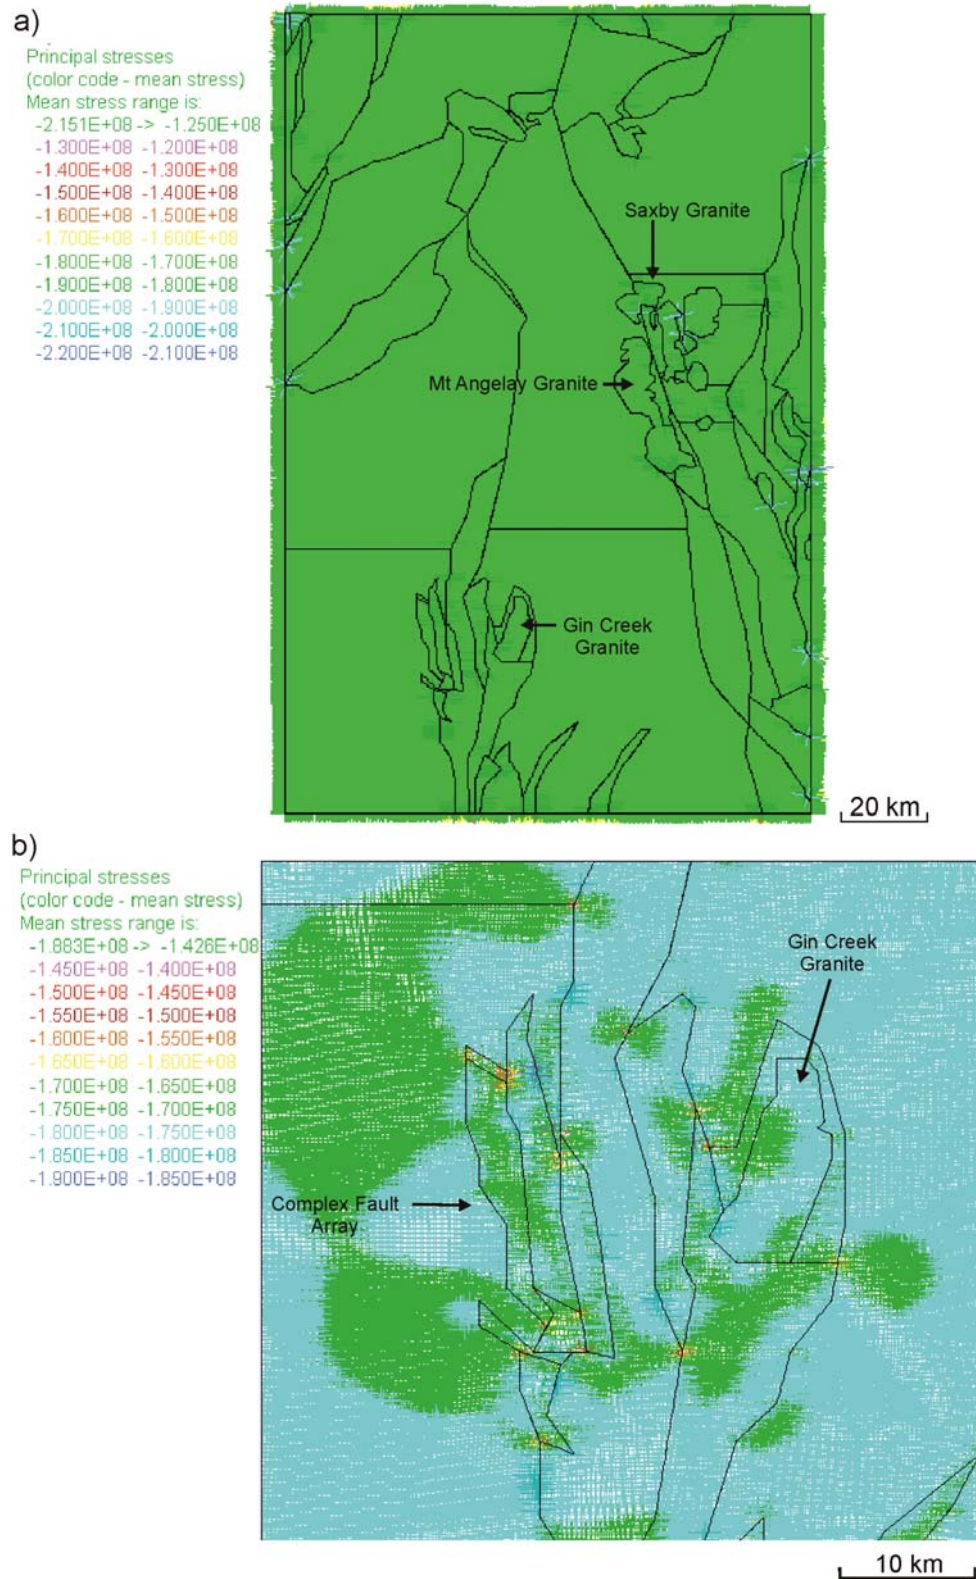 a)
Principal stresses
(color code - mean stress)
Mean stress range is:
-2.151E+08 -> -1.250E+08
-1.300E+08 -1.200E+08
-1.400E+08 -1.300E+08
-1.500E+08 -1.400E+08
-1.600E+08 -1.500E+08
-1.700E+08 -1.600E+08
-1.800E+08 -1.700E+08
-1.900E+08 -1.800E+08
-2.000E+08 -1.900E+08
-2.100E+08 -2.000E+08
-2.200E+08 -2.100E+08
Saxby Granite
Mt Angelay Granite
Gin Creek
Granite
20 km
b)
Principal stresses
(color code - mean stress)
Mean stress range is:
-1.883E+08 -> -1.426E+08
-1.450E+08 -1.400E+08
-1.500E+08 -1.450E+08
-1.550E+08 -1.500E+08
-1.600E+08 -1.550E+08
-1.650E+08 -1.600E+08
-1.700E+08 -1.650E+08
-1.750E+08 -1.700E+08
-1.800E+08 -1.750E+08
-1.850E+08 -1.800E+08
-1.900E+08 -1.850E+08
Gin Creek
Granite
Complex Fault
Array
10 km